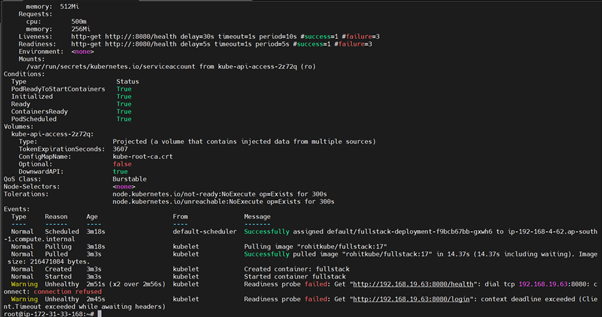 memory: 512Mi
Requests:
cpu: 500m
memory: 256Mi
Liveness: http-get http://:8080/health delay=30s timeout=1s period=10s #success=1 #failure=3
Readiness: http-get http://:8080/health delay=5s timeout=1s period=5s #success=1 #failure=3
Environment: <none>
Mounts:
/var/run/secrets/kubernetes.io/serviceaccount from kube-api-access-2z72q (ro)
Conditions:
Type Status
PodReadyToStartContainers True
Initialized True
Ready True
ContainersReady True
PodScheduled True
Volumes:
kube-api-access-2z72q:
Type: Projected (a volume that contains injected data from multiple sources)
TokenExpirationSeconds: 3607
ConfigMapName: kube-root-ca.crt
Optional: false
DownwardAPI: true
QoS Class: Burstable
Node-Selectors: <none>
Tolerations: node.kubernetes.io/not-ready:NoExecute op=Exists for 300s
node.kubernetes.io/unreachable:NoExecute op=Exists for 300s
Events:
Type Reason Age From Message
---- ------ ---- ---- -------
Normal Scheduled 3m18s default-scheduler Successfully assigned default/fullstack-deployment-f9bcb67bb-gxwh6 to ip-192-168-4-62.ap-south
-1.compute.internal
Normal Pulling 3m18s kubelet Pulling image "rohitkube/fullstack:17"
Normal Pulled 3m3s kubelet Successfully pulled image "rohitkube/fullstack:17" in 14.37s (14.37s including waiting). Image
size: 216471084 bytes.
Normal Created 3m3s kubelet Created container: fullstack
Normal Started 3m3s kubelet Started container fullstack
Warning Unhealthy 2m51s (x2 over 2m56s) kubelet Readiness probe failed: Get "http://192.168.19.63:8080/health": dial tcp 192.168.19.63:8080: c
onnect: connection refused
Warning Unhealthy 2m45s kubelet Readiness probe failed: Get "http://192.168.19.63:8080/login": context deadline exceeded (Clie
nt.Timeout exceeded while awaiting headers)
root@ip-172-31-33-168:~#